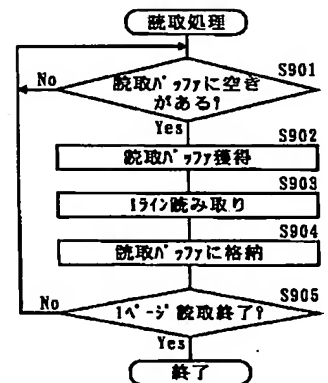 読取処理
S901
No
読取ﾊﾞｯﾌｧに空き
がある?
Yes
S902
読取ﾊﾞｯﾌｧ獲得
S903
1ﾗｲﾝ読み取り
S904
読取ﾊﾞｯﾌｧに格納
No
S905
1ﾍﾟｰｼﾞ読取終了?
Yes
終了